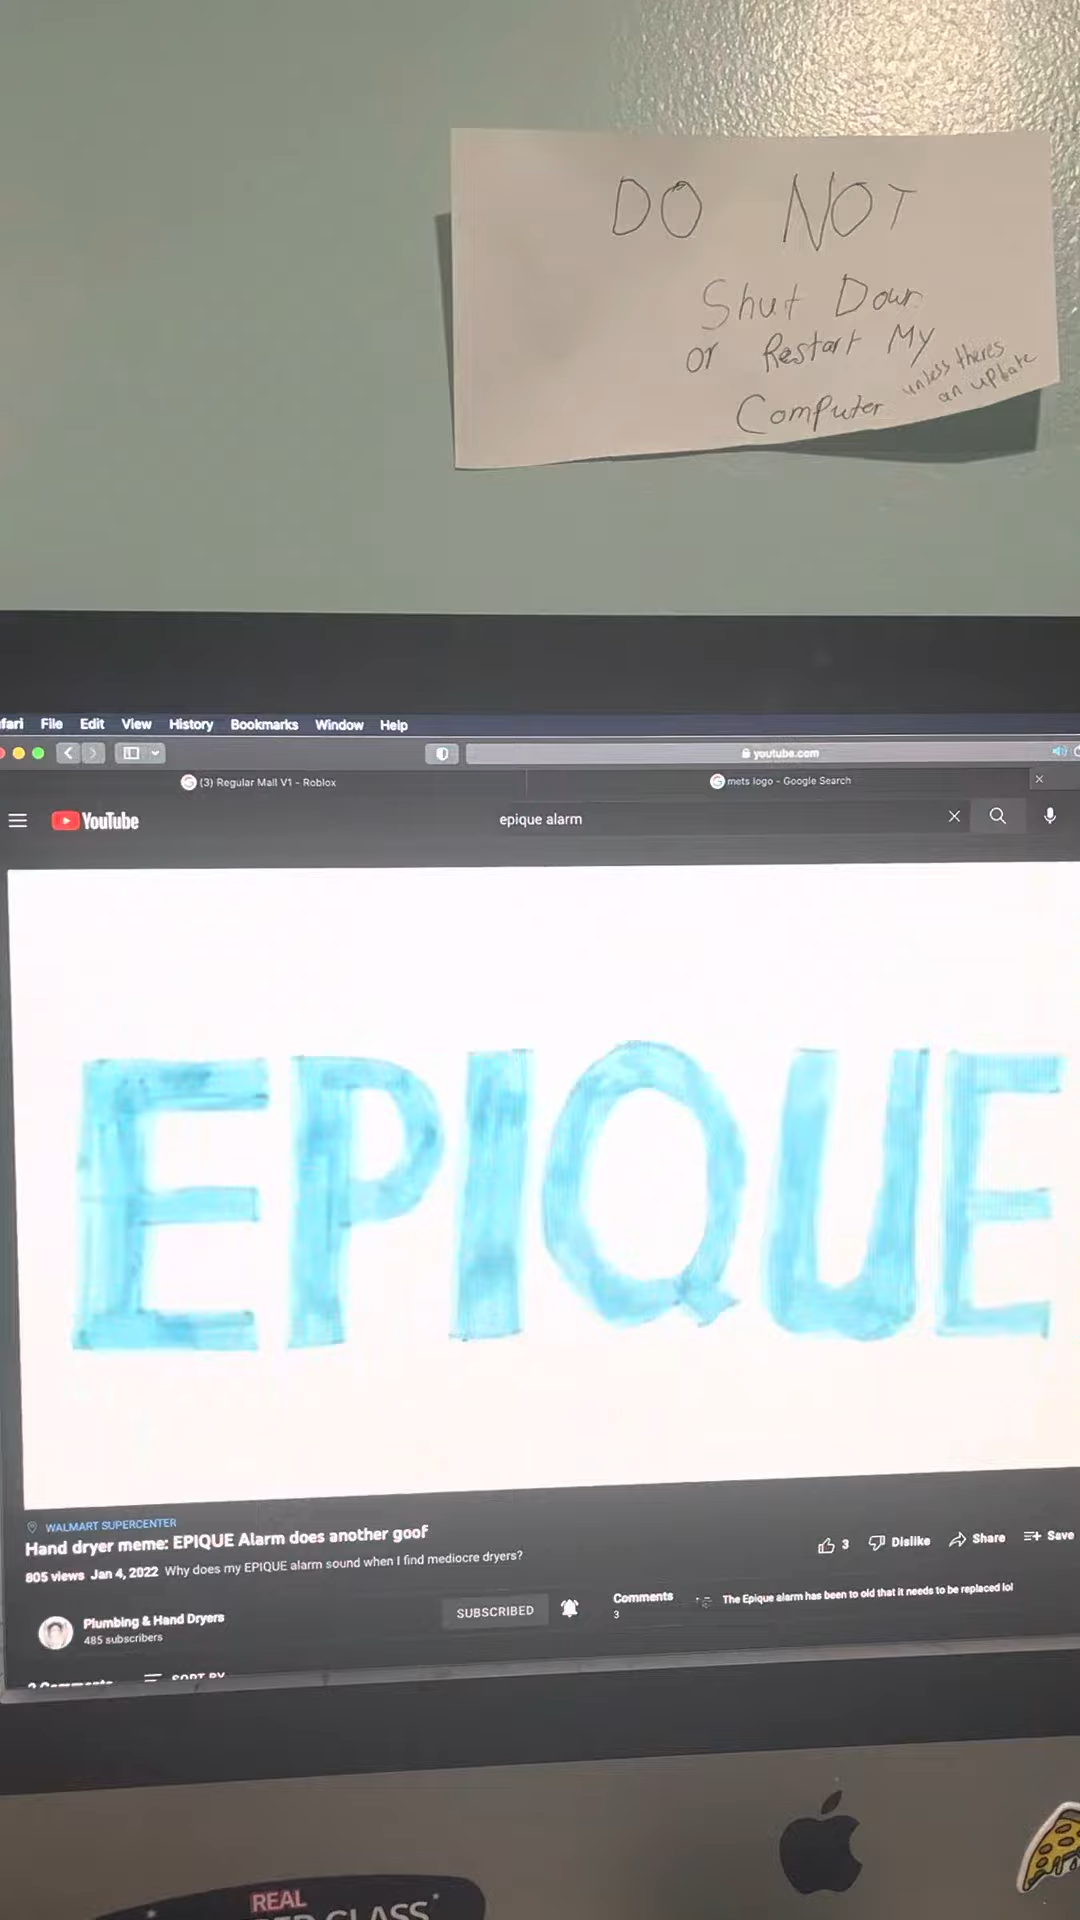 DO NOT
Shut Down
or Restart My
Computer unless theres
an update
File Edit View History Bookmarks Window Help
youtube.com
(3) Regular Mall V1 - Roblox
mets logo - Google Search
YouTube
epique alarm
EPIQUE
WALMART SUPERCENTER
Hand dryer meme: EPIQUE Alarm does another goof
805 views Jan 4, 2022 Why does my EPIQUE alarm sound when I find mediocre dryers?
3 Dislike Share Save
Plumbing & Hand Dryers
485 subscribers
SUBSCRIBED
Comments
3
The Epique alarm has been to old that it needs to be replaced lol
Comments
SORT BY
REAL
CLASS